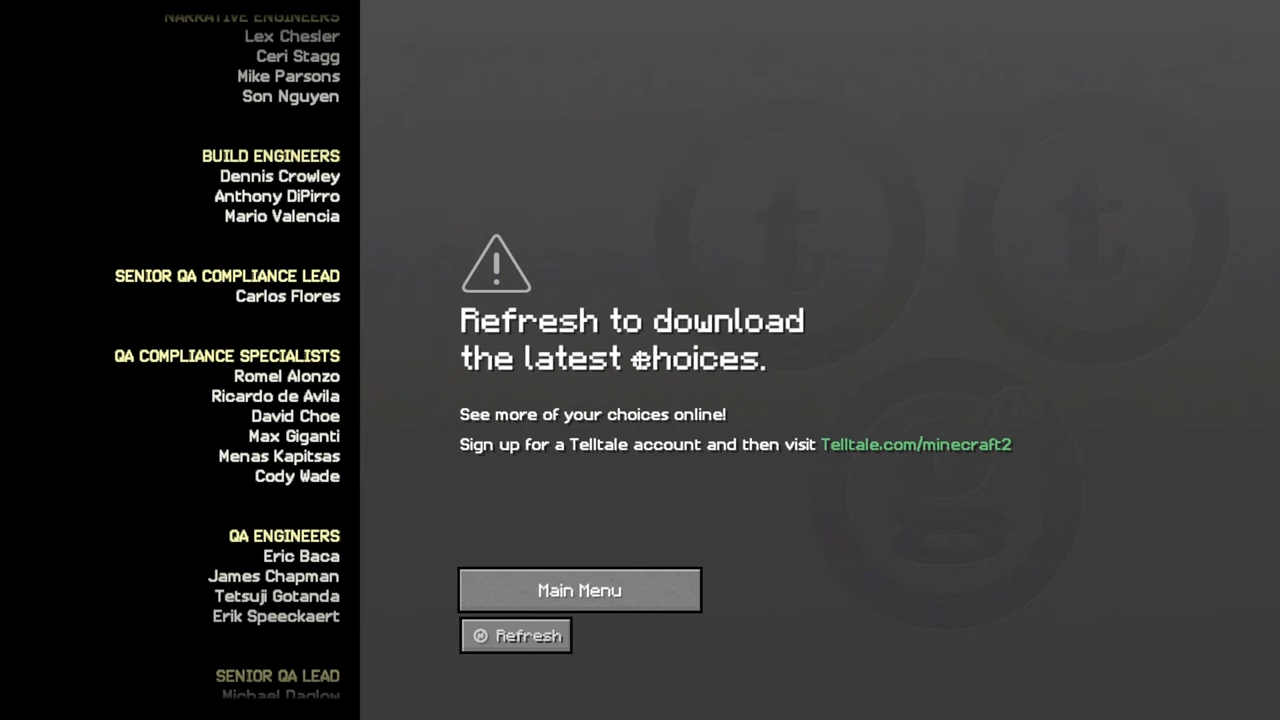 NARRATIVE ENGINEERS
Lex Chesler
Ceri Stagg
Mike Parsons
Son Nguyen
BUILD ENGINEERS
Dennis Crowley
Anthony DiPirro
Mario Valencia
SENIOR QA COMPLIANCE LEAD
Carlos Flores
QA COMPLIANCE SPECIALISTS
Romel Alonzo
Ricardo de Avila
David Choe
Max Giganti
Menas Kapitsas
Cody Wade
QA ENGINEERS
Eric Baca
James Chapman
Tetsuji Gotanda
Erik Speeckaert
SENIOR QA LEAD
Michael Daglow
t t
g
Refresh to download
the latest choices.
See more of your choices online!
Sign up for a Telltale account and then visit Telltale.com/minecraft2
Main Menu
Refresh